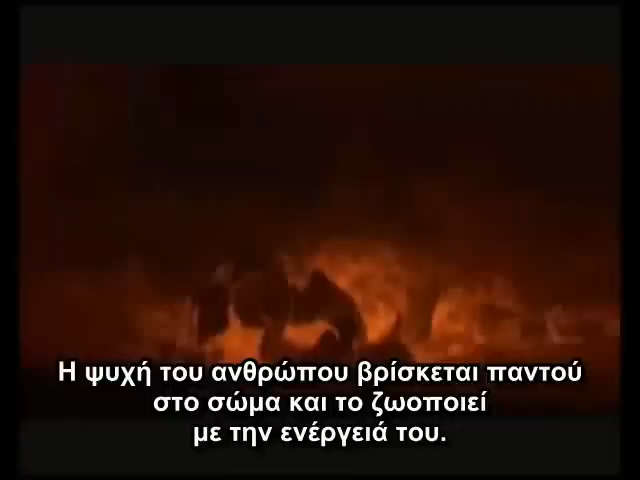 Η ψυχή του ανθρώπου βρίσκεται παντού
στο σώμα και το ζωοποιεί
με την ενέργειά του.